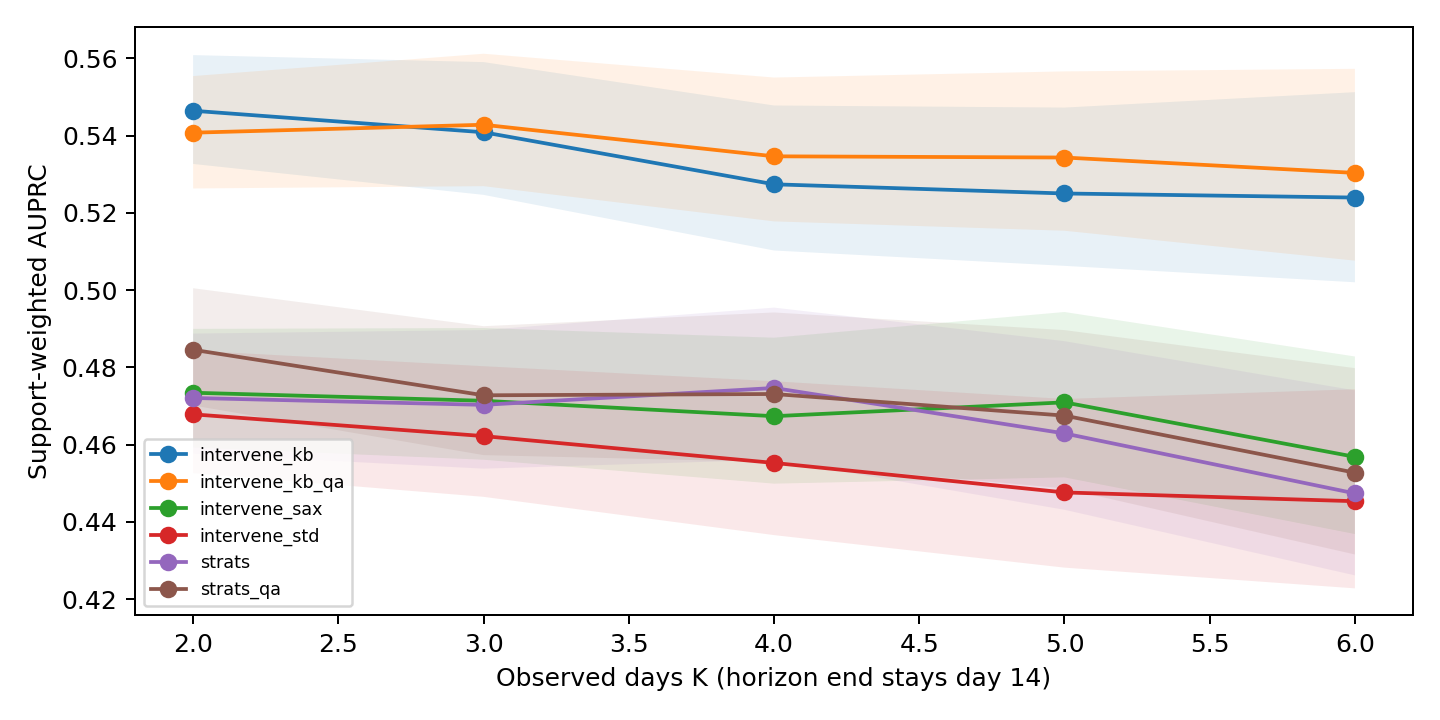 Support-weighted AUPRC
0.56
0.54
0.52
0.50
0.48
0.46
0.44
0.42
intervene_kb
intervene_kb_qa
intervene_sax
intervene_std
strats
strats_qa
2.0 2.5 3.0 3.5 4.0 4.5 5.0 5.5 6.0
Observed days K (horizon end stays day 14)